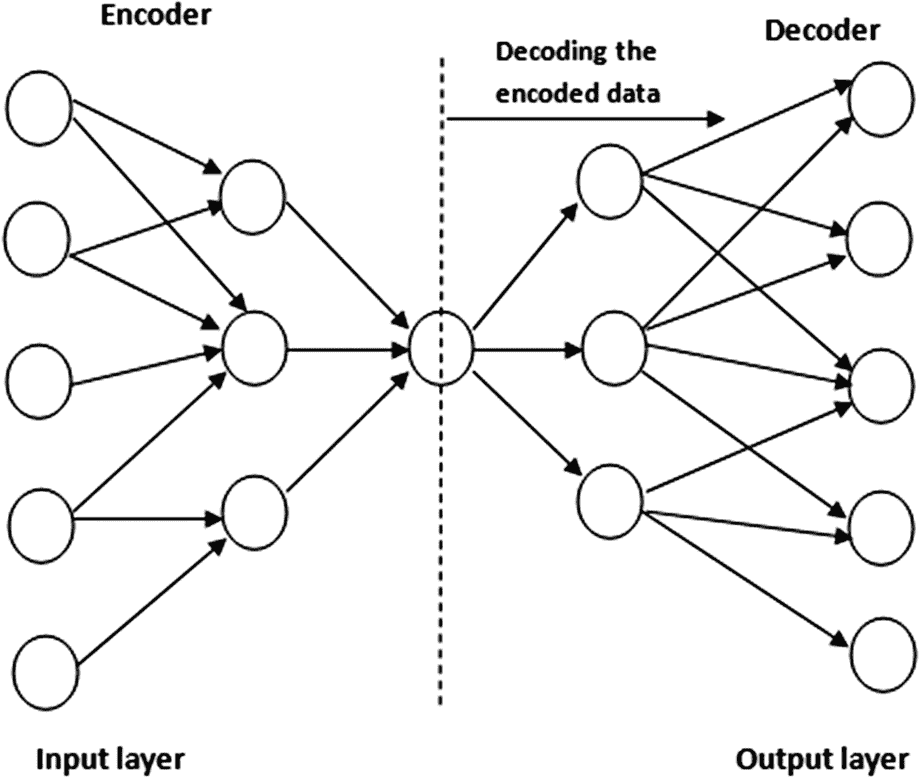 Encoder
Decoder
Decoding the
encoded data
Input layer
Output layer